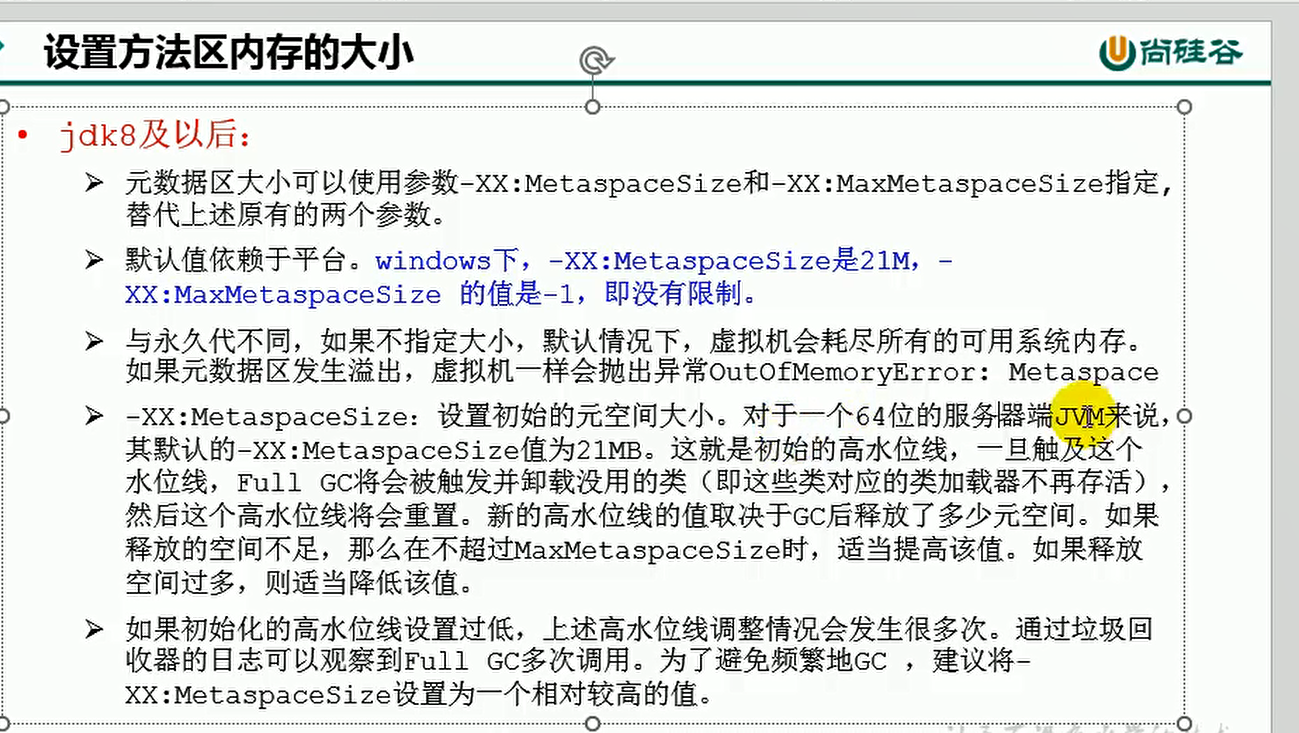 设置方法区内存的大小
尚硅谷
• jdk8及以后：
➢ 元数据区大小可以使用参数-XX:MetaspaceSize和-XX:MaxMetaspaceSize指定,
替代上述原有的两个参数。
➢ 默认值依赖于平台。windows下，-XX:MetaspaceSize是21M，-
XX:MaxMetaspaceSize 的值是-1，即没有限制。
➢ 与永久代不同，如果不指定大小，默认情况下，虚拟机会耗尽所有的可用系统内存。
如果元数据区发生溢出，虚拟机一样会抛出异常OutOfMemoryError: Metaspace
➢ -XX:MetaspaceSize：设置初始的元空间大小。对于一个64位的服务器端JVM来说，
其默认的-XX:MetaspaceSize值为21MB。这就是初始的高水位线，一旦触及这个
水位线，Full GC将会被触发并卸载没用的类（即这些类对应的类加载器不再存活），
然后这个高水位线将会重置。新的高水位线的值取决于GC后释放了多少元空间。如果
释放的空间不足，那么在不超过MaxMetaspaceSize时，适当提高该值。如果释放
空间过多，则适当降低该值。
➢ 如果初始化的高水位线设置过低，上述高水位线调整情况会发生很多次。通过垃圾回
收器的日志可以观察到Full GC多次调用。为了避免频繁地GC ，建议将-
XX:MetaspaceSize设置为一个相对较高的值。